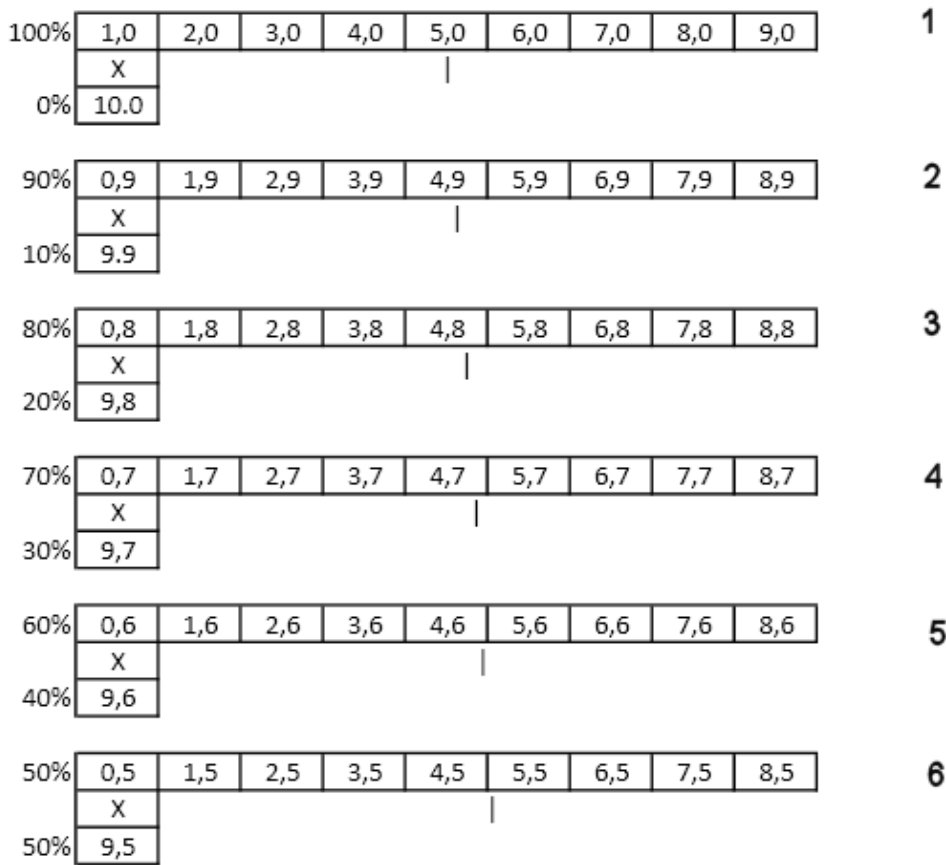 100% 1,0 2,0 3,0 4,0 5,0 6,0 7,0 8,0 9,0 1
X |
0% 10.0
90% 0,9 1,9 2,9 3,9 4,9 5,9 6,9 7,9 8,9 2
X |
10% 9.9
80% 0,8 1,8 2,8 3,8 4,8 5,8 6,8 7,8 8,8 3
X |
20% 9,8
70% 0,7 1,7 2,7 3,7 4,7 5,7 6,7 7,7 8,7 4
X |
30% 9,7
60% 0,6 1,6 2,6 3,6 4,6 5,6 6,6 7,6 8,6 5
X |
40% 9,6
50% 0,5 1,5 2,5 3,5 4,5 5,5 6,5 7,5 8,5 6
X |
50% 9,5